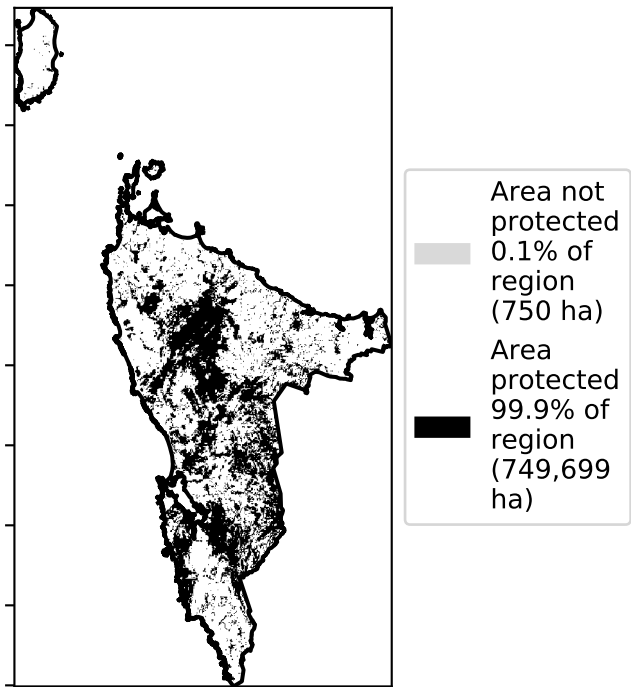 Area not
protected
0.1% of
region
(750 ha)
Area
protected
99.9% of
region
(749,699
ha)